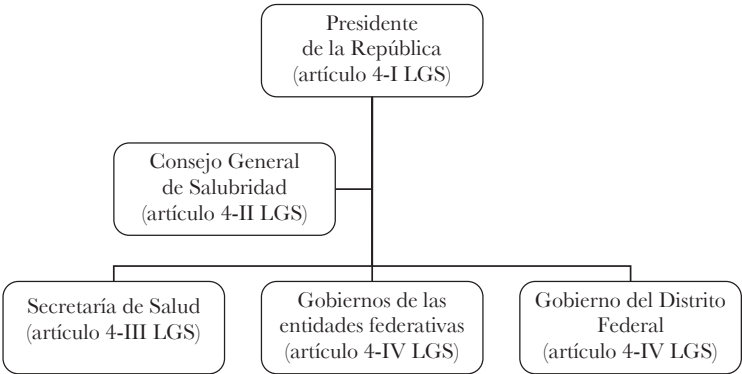 Presidente
de la República
(artículo 4-I LGS)
Consejo General
de Salubridad
(artículo 4-II LGS)
Secretaría de Salud
(artículo 4-III LGS)
Gobiernos de las
entidades federativas
(artículo 4-IV LGS)
Gobierno del Distrito
Federal
(artículo 4-IV LGS)